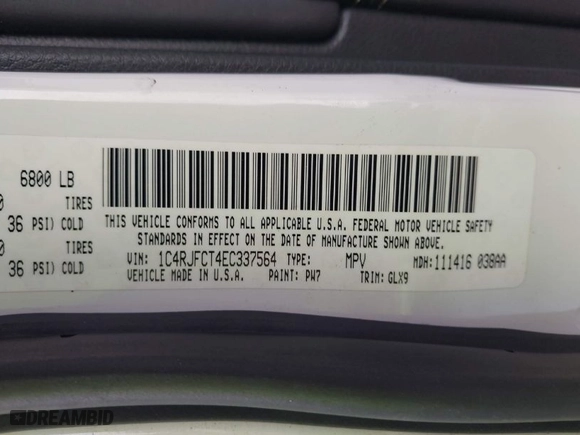 6800 LB
0 TIRES
36 PSI) COLD
0 TIRES
36 PSI) COLD
THIS VEHICLE CONFORMS TO ALL APPLICABLE U.S.A. FEDERAL MOTOR VEHICLE SAFETY
STANDARDS IN EFFECT ON THE DATE OF MANUFACTURE SHOWN ABOVE.
VIN: 1C4RJFCT4EC337564 TYPE: MPV MDH: 111416 038AA
VEHICLE MADE IN U.S.A. PAINT: PW7 TRIM: GLX9
DREAMBID